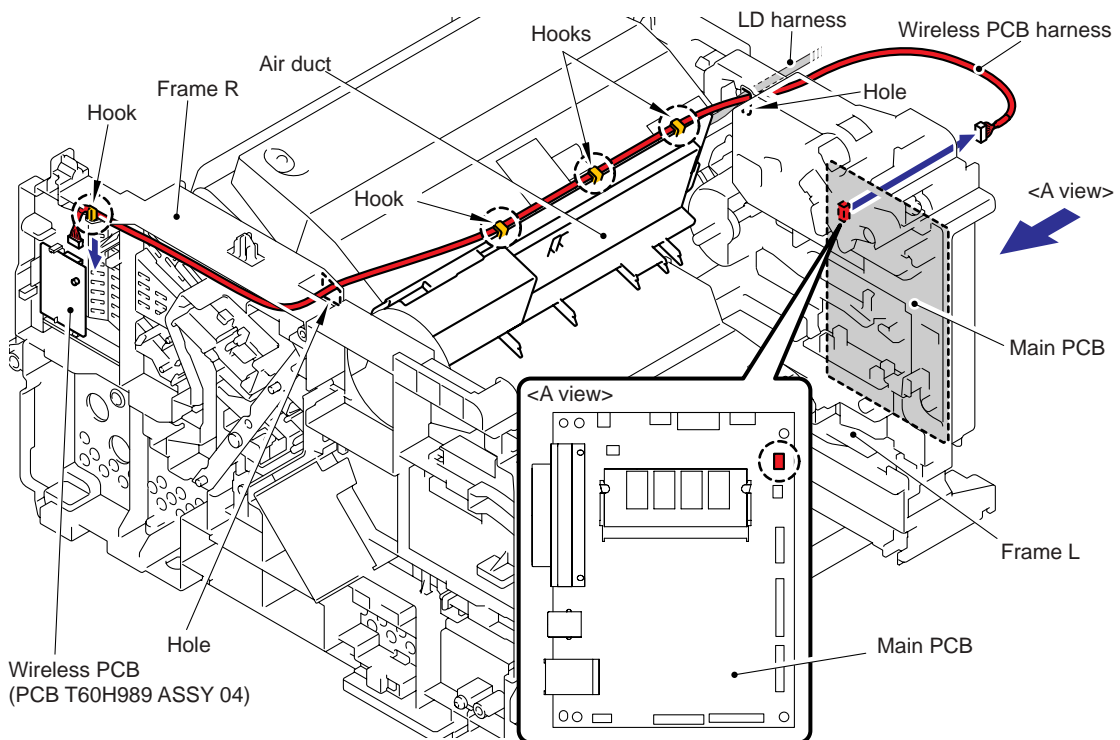 LD harness
Hooks
Wireless PCB harness
Air duct
Frame R
Hole
Hook
<A view>
Hook
Main PCB
<A view>
Frame L
Hole
Main PCB
Wireless PCB
(PCB T60H989 ASSY 04)